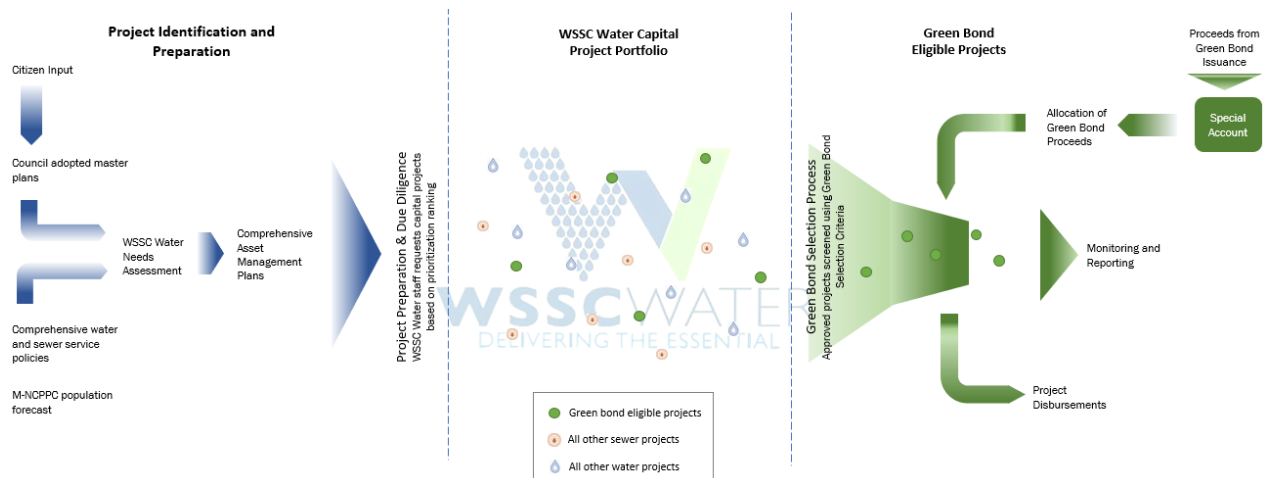 Project Identification and
Preparation
Citizen Input
Council adopted master
plans
WSSC Water
Needs
Assessment
Comprehensive
Asset
Management
Plans
Comprehensive water
and sewer service
policies
M-NCPPC population
forecast
Project Preparation & Due Diligence
WSSC Water staff requests capital projects
based on prioritization ranking
WSSC Water Capital
Project Portfolio
WSSCWATER
DELIVERING THE ESSENTIAL
Green bond eligible projects
All other sewer projects
All other water projects
Green Bond
Eligible Projects
Proceeds from
Green Bond
Issuance
Special
Account
Allocation of
Green Bond
Proceeds
Green Bond Selection Process
Approved projects screened using Green Bond
Selection Criteria
Monitoring and
Reporting
Project
Disbursements